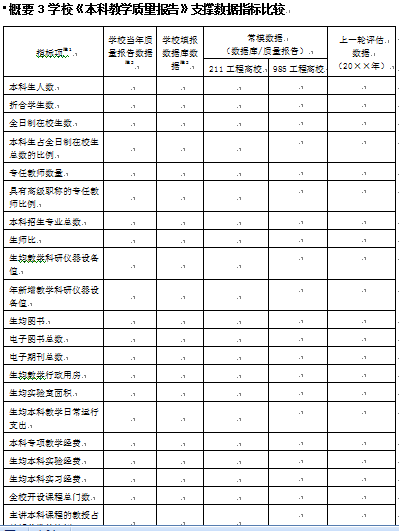 概要 3 学校《本科教学质量报告》支撑数据指标比较
指标项注1
学校当年质
量报告数据
注2
学校填报
数据库数
据注2
常模数据
(数据库/质量报告)
211 工程高校
985 工程高校
上一轮评估
数据
(20××年)
本科生人数
折合学生数
全日制在校生数
本科生占全日制在校生
总数的比例
专任教师数量
具有高级职称的专任教
师比例
本科招生专业总数
生师比
生均教学科研仪器设备
值
年新增教学科研仪器设
备值
生均图书
电子图书总数
电子期刊总数
生均教学行政用房
生均实验室面积
生均本科教学日常运行
支出
本科专项教学经费
生均本科实验经费
生均本科实习经费
全校开设课程总门数
主讲本科课程的教授占